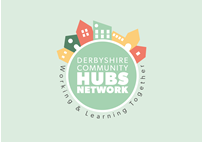 DERBYSHIRE
COMMUNITY
HUBS
NETWORK
Working & Learning Together